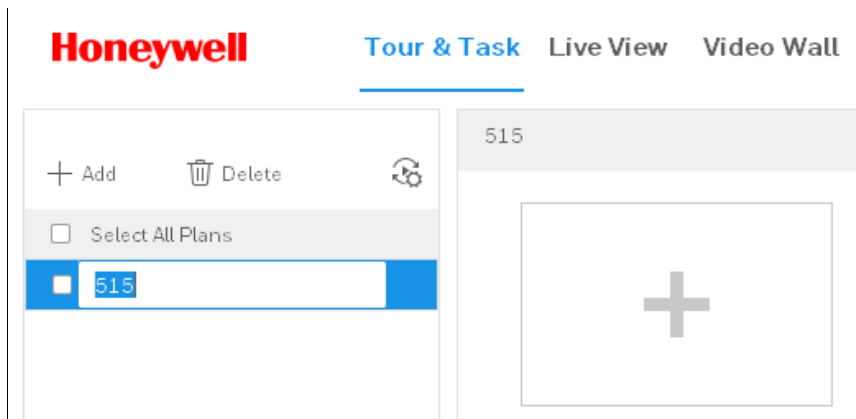 Honeywell Tour & Task Live View Video Wall
515
Add Delete
Select All Plans
515